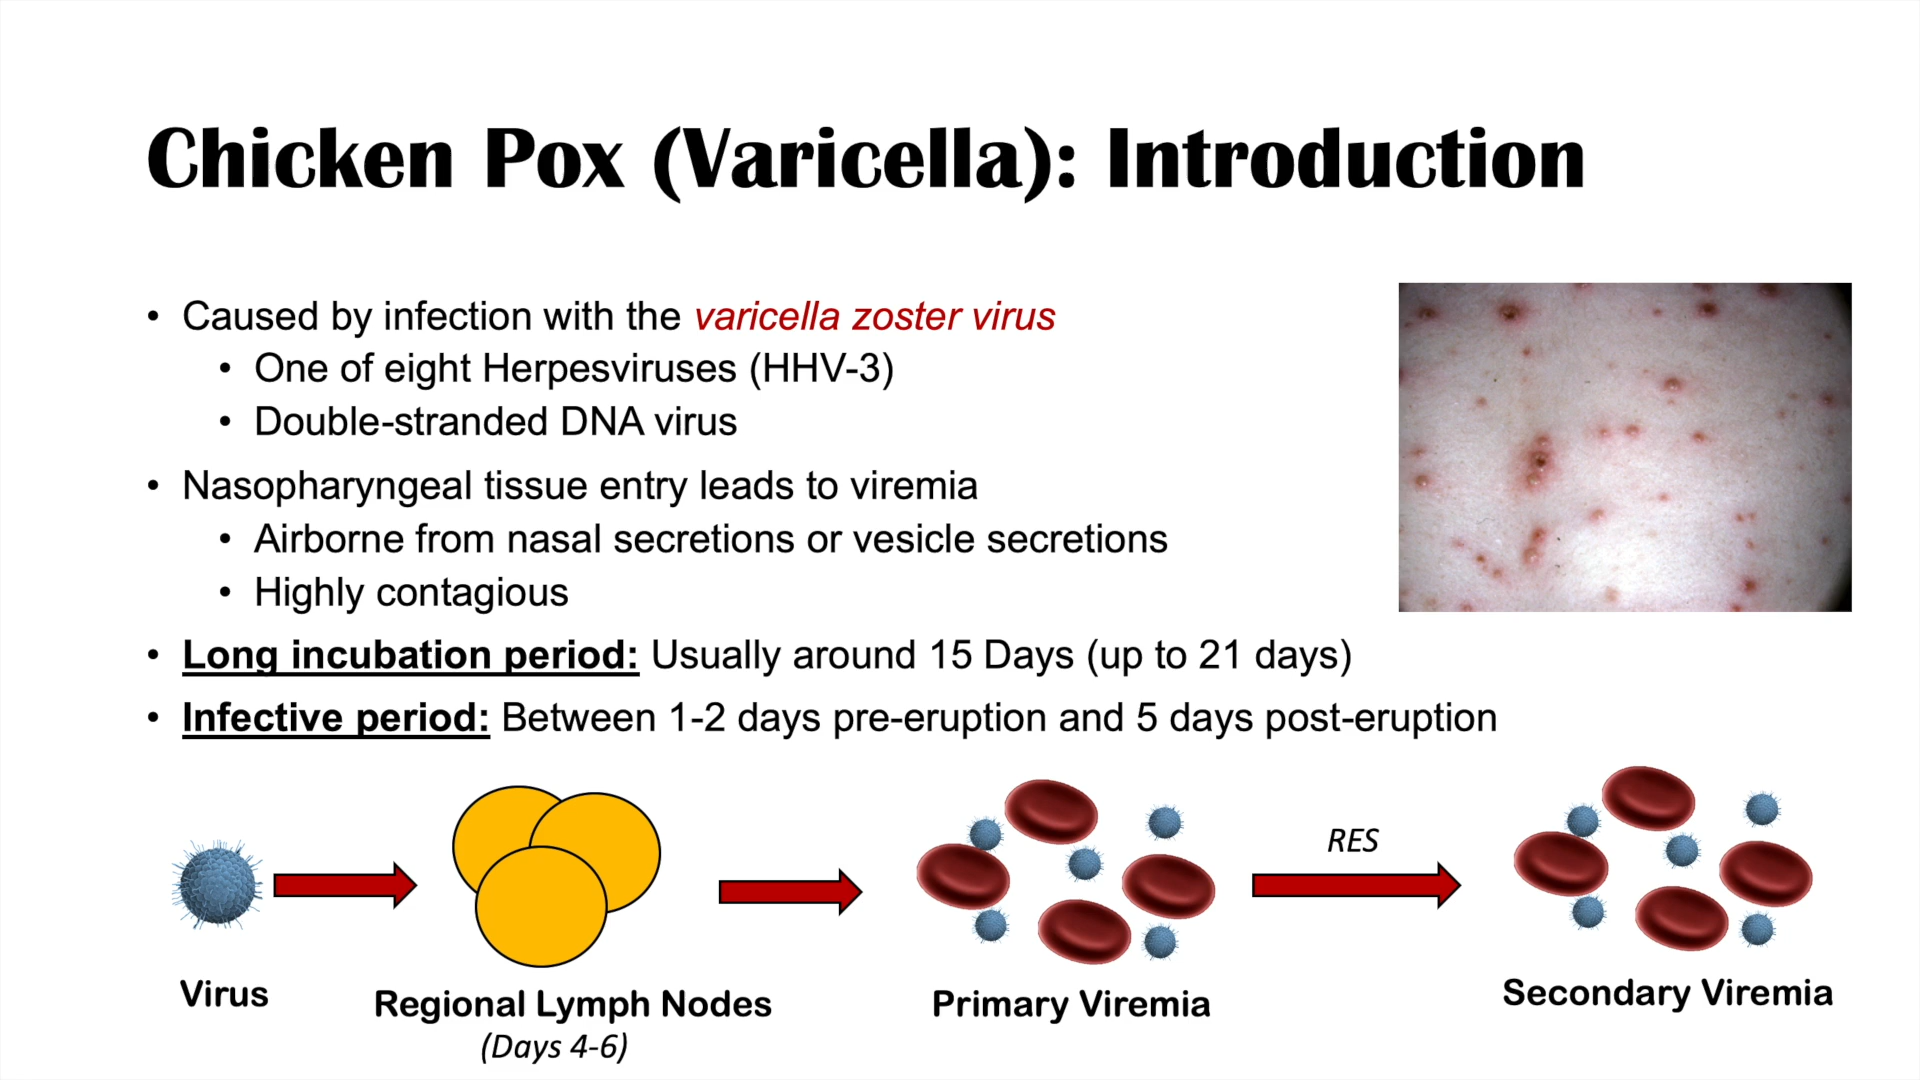 Chicken Pox (Varicella): Introduction
• Caused by infection with the varicella zoster virus
• One of eight Herpesviruses (HHV-3)
• Double-stranded DNA virus
• Nasopharyngeal tissue entry leads to viremia
• Airborne from nasal secretions or vesicle secretions
• Highly contagious
• Long incubation period: Usually around 15 Days (up to 21 days)
• Infective period: Between 1-2 days pre-eruption and 5 days post-eruption
RES
Virus
Regional Lymph Nodes
(Days 4-6)
Primary Viremia
Secondary Viremia